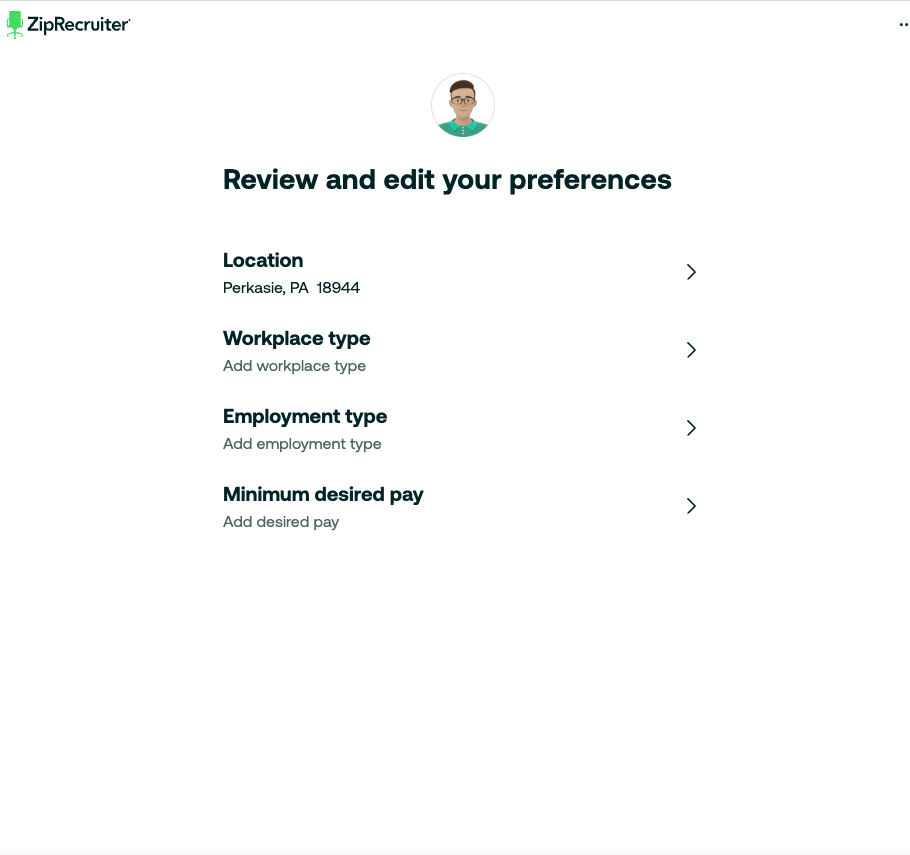 ZipRecruiter
Review and edit your preferences
Location
Perkasie, PA  18944
Workplace type
Add workplace type
Employment type
Add employment type
Minimum desired pay
Add desired pay